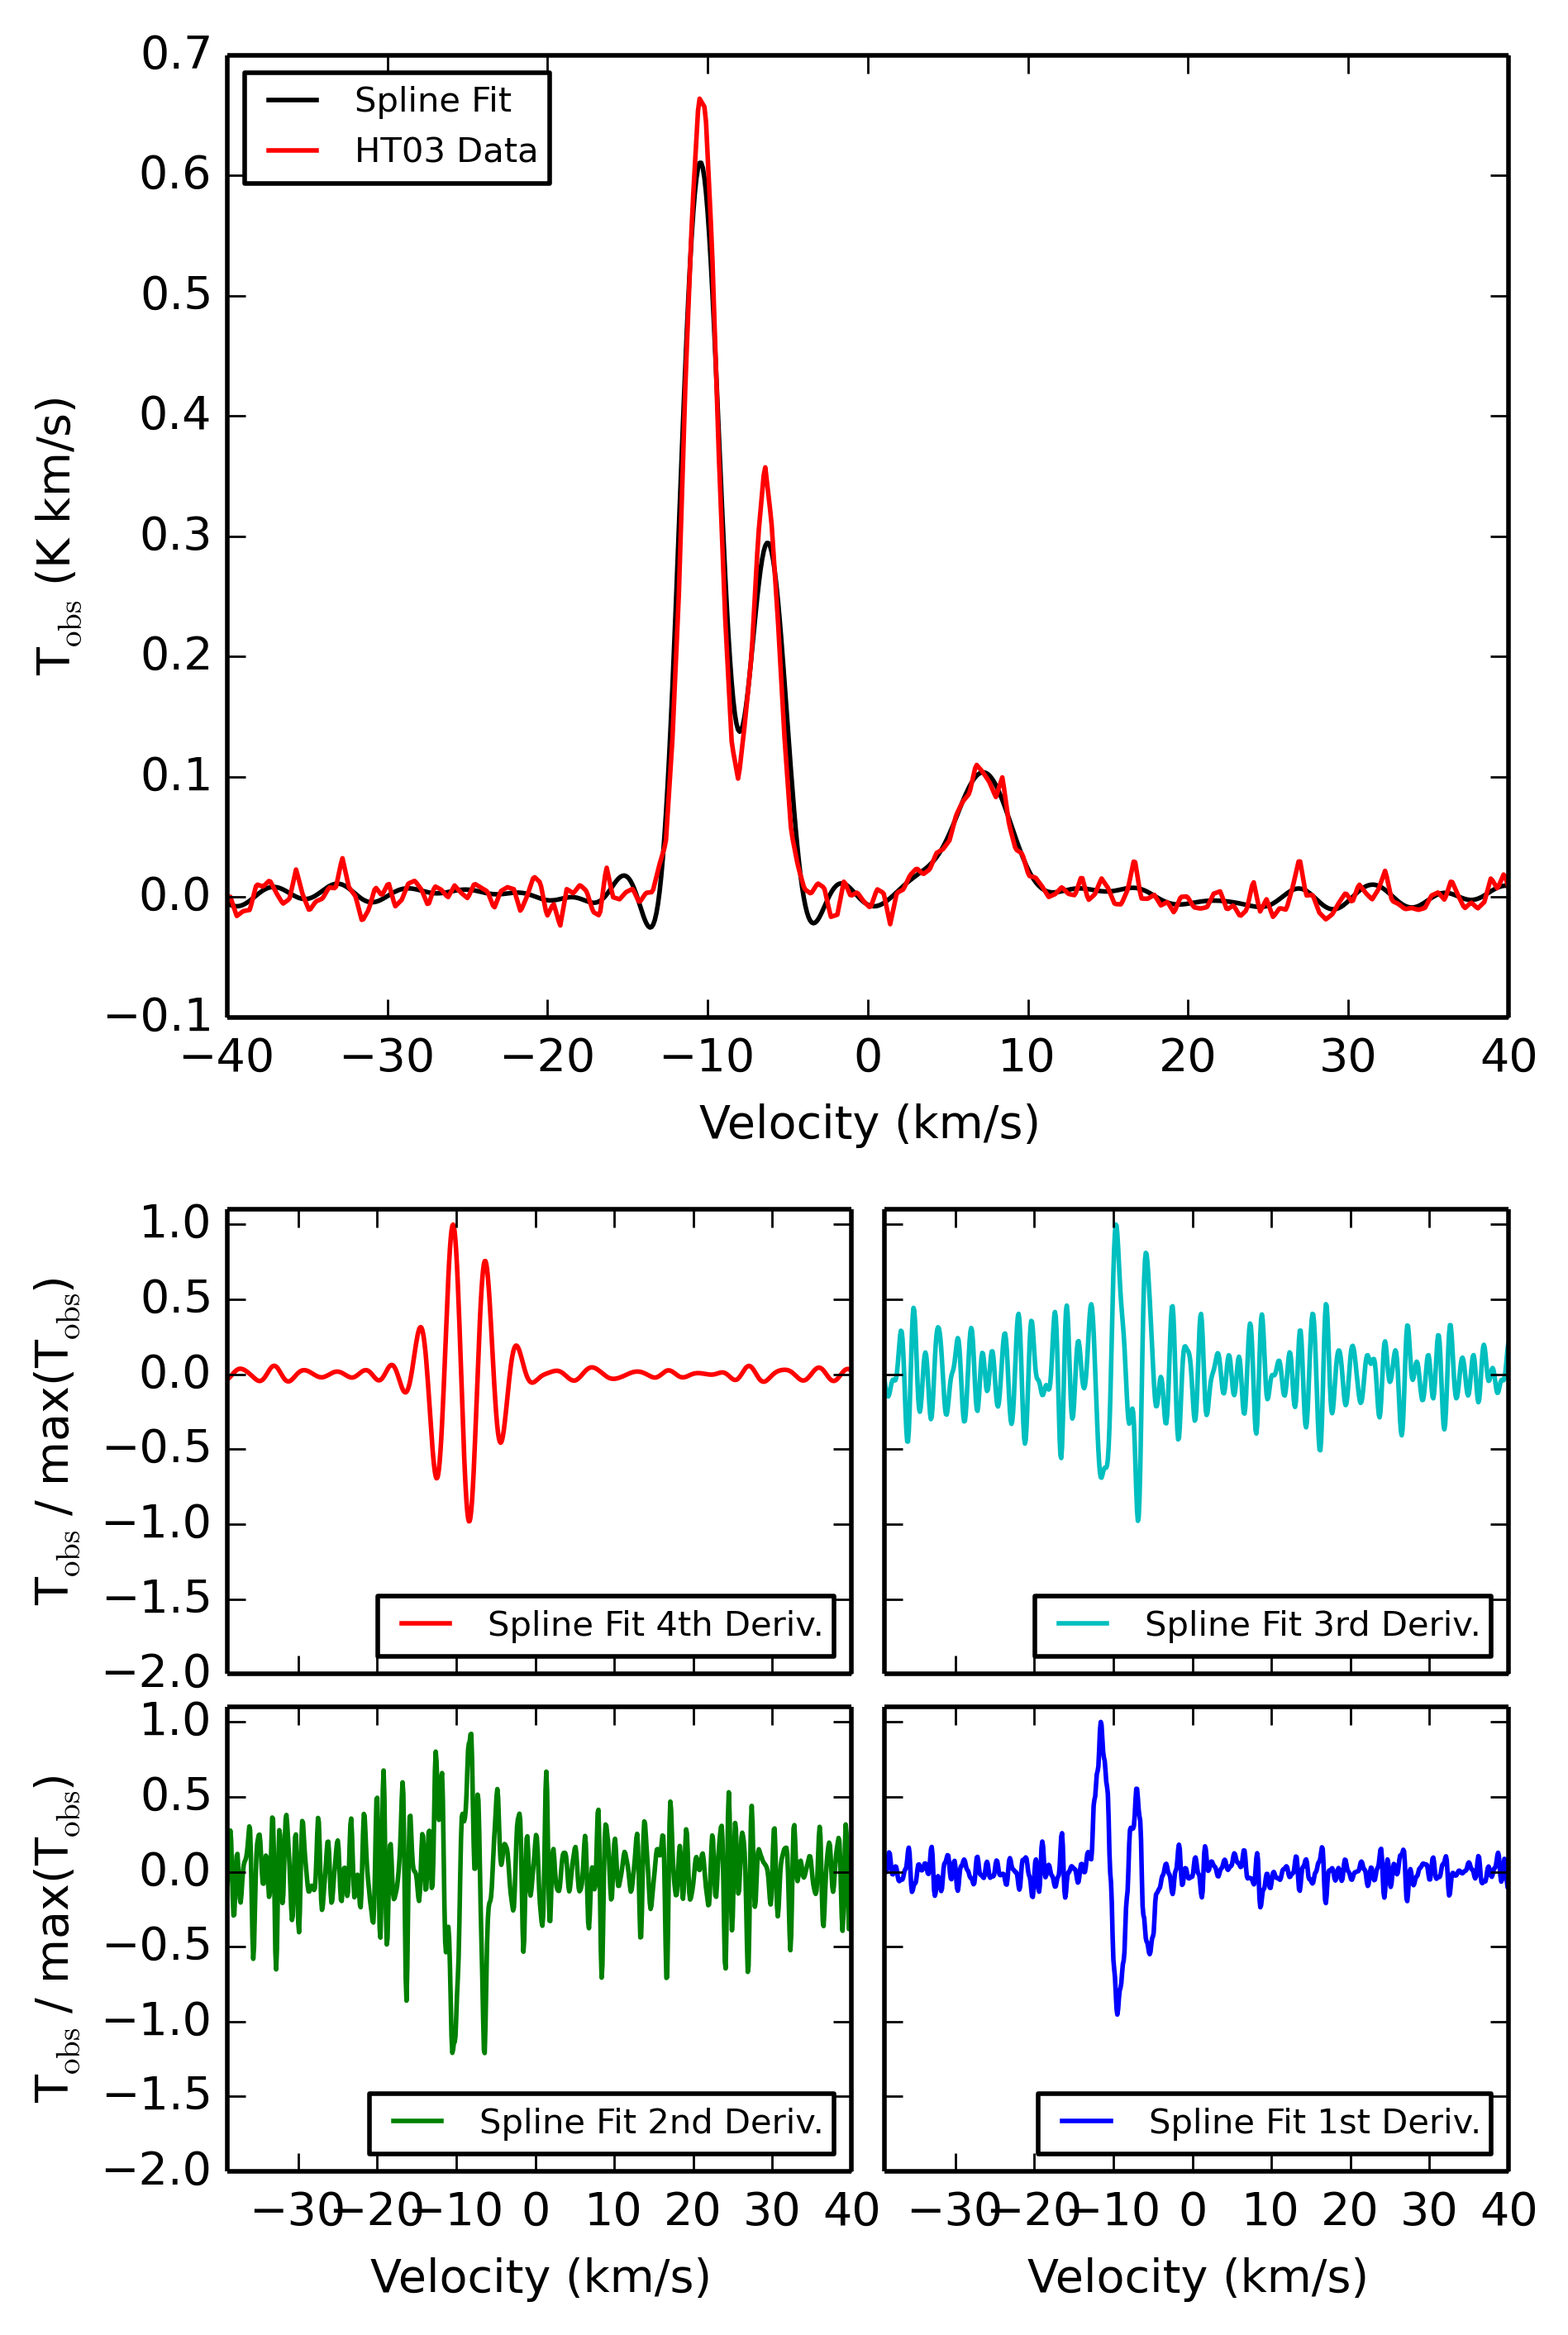 0.7
Spline Fit
HT03 Data
0.6
0.5
0.4
0.3
0.2
0.1
0.0
−0.1
T_obs (K km/s)
−40 −30 −20 −10 0 10 20 30 40
Velocity (km/s)
1.0
0.5
0.0
−0.5
−1.0
−1.5
−2.0
T_obs / max(T_obs)
Spline Fit 4th Deriv.
Spline Fit 3rd Deriv.
1.0
0.5
0.0
−0.5
−1.0
−1.5
−2.0
T_obs / max(T_obs)
Spline Fit 2nd Deriv.
Spline Fit 1st Deriv.
−30 −20 −10 0 10 20 30 40
−30 −20 −10 0 10 20 30 40
Velocity (km/s)
Velocity (km/s)